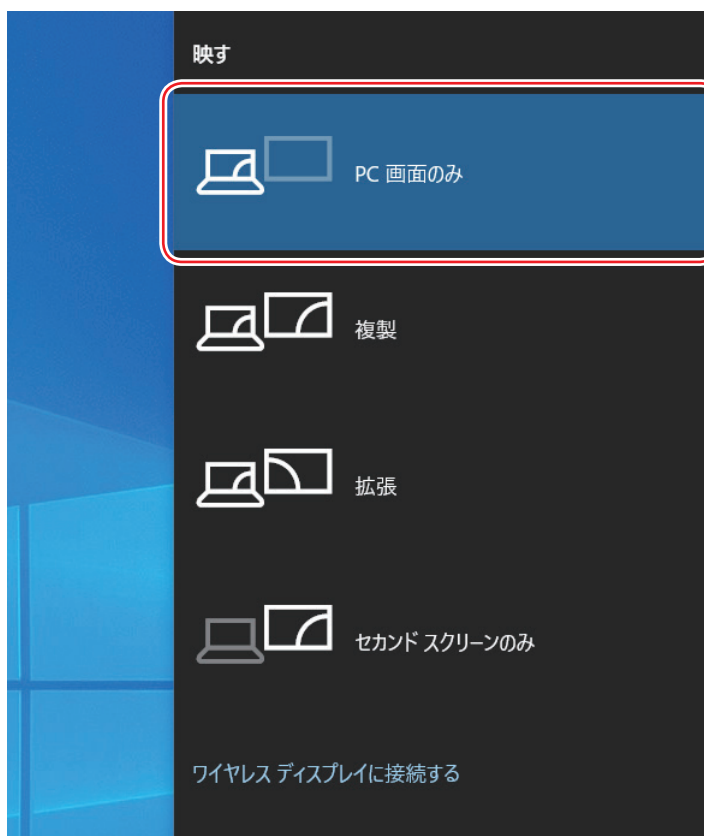 映す
PC 画面のみ
複製
拡張
セカンド スクリーンのみ
ワイヤレス ディスプレイに接続する